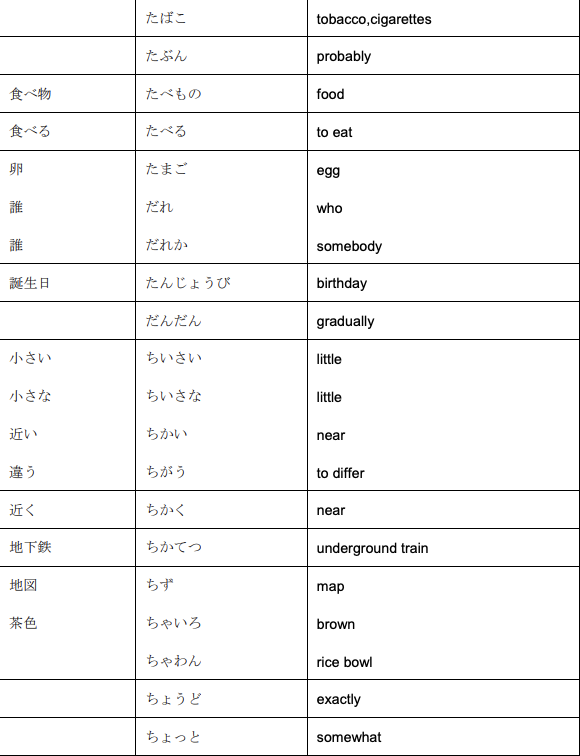 たばこ tobacco,cigarettes
たぶん probably
食べ物 たべもの food
食べる たべる to eat
卵 たまご egg
誰 だれ who
誰 だれか somebody
誕生日 たんじょうび birthday
だんだん gradually
小さい ちいさい little
小さな ちいさな little
近い ちかい near
違う ちがう to differ
近く ちかく near
地下鉄 ちかてつ underground train
地図 ちず map
茶色 ちゃいろ brown
ちゃわん rice bowl
ちょうど exactly
ちょっと somewhat